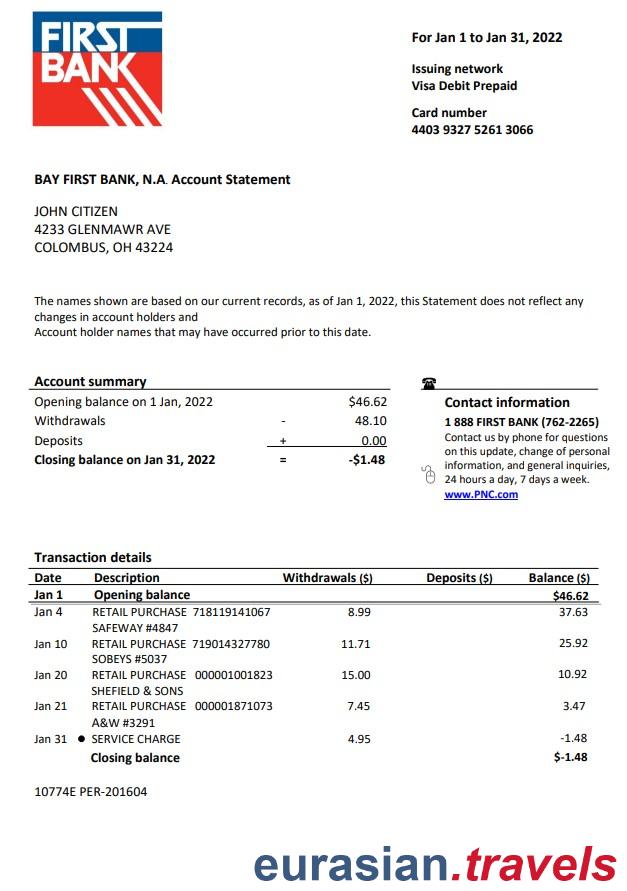 FIRST
BANK
For Jan 1 to Jan 31, 2022
Issuing network
Visa Debit Prepaid
Card number
4403 9327 5261 3066
BAY FIRST BANK, N.A. Account Statement
JOHN CITIZEN
4233 GLENMAWR AVE
COLOMBUS, OH 43224
The names shown are based on our current records, as of Jan 1, 2022, this Statement does not reflect any
changes in account holders and
Account holder names that may have occurred prior to this date.
Account summary
Opening balance on 1 Jan, 2022 $46.62
Withdrawals - 48.10
Deposits + 0.00
Closing balance on Jan 31, 2022 = -$1.48
Contact information
1 888 FIRST BANK (762-2265)
Contact us by phone for questions
on this update, change of personal
information, and general inquiries,
24 hours a day, 7 days a week.
www.PNC.com
Transaction details
Date Description Withdrawals ($) Deposits ($) Balance ($)
Jan 1 Opening balance $46.62
Jan 4 RETAIL PURCHASE 718119141067 8.99 37.63
SAFEWAY #4847
Jan 10 RETAIL PURCHASE 719014327780 11.71 25.92
SOBEYS #5037
Jan 20 RETAIL PURCHASE 000001001823 15.00 10.92
SHEFIELD & SONS
Jan 21 RETAIL PURCHASE 000001871073 7.45 3.47
A&W #3291
Jan 31 ● SERVICE CHARGE 4.95 -1.48
Closing balance $-1.48
10774E PER-201604
eurasian.travels